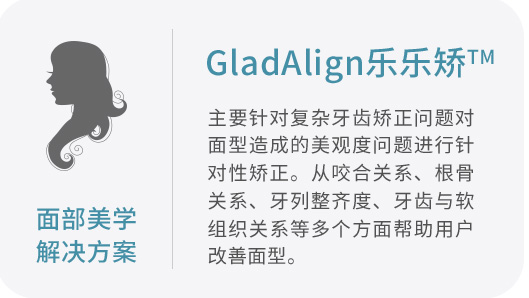 GladAlign乐乐矫™
主要针对复杂牙齿矫正问题对
面型造成的美观度问题进行针
对性矫正。从咬合关系、根骨
关系、牙列整齐度、牙齿与软
组织关系等多个方面帮助用户
改善面型。
面部美学
解决方案